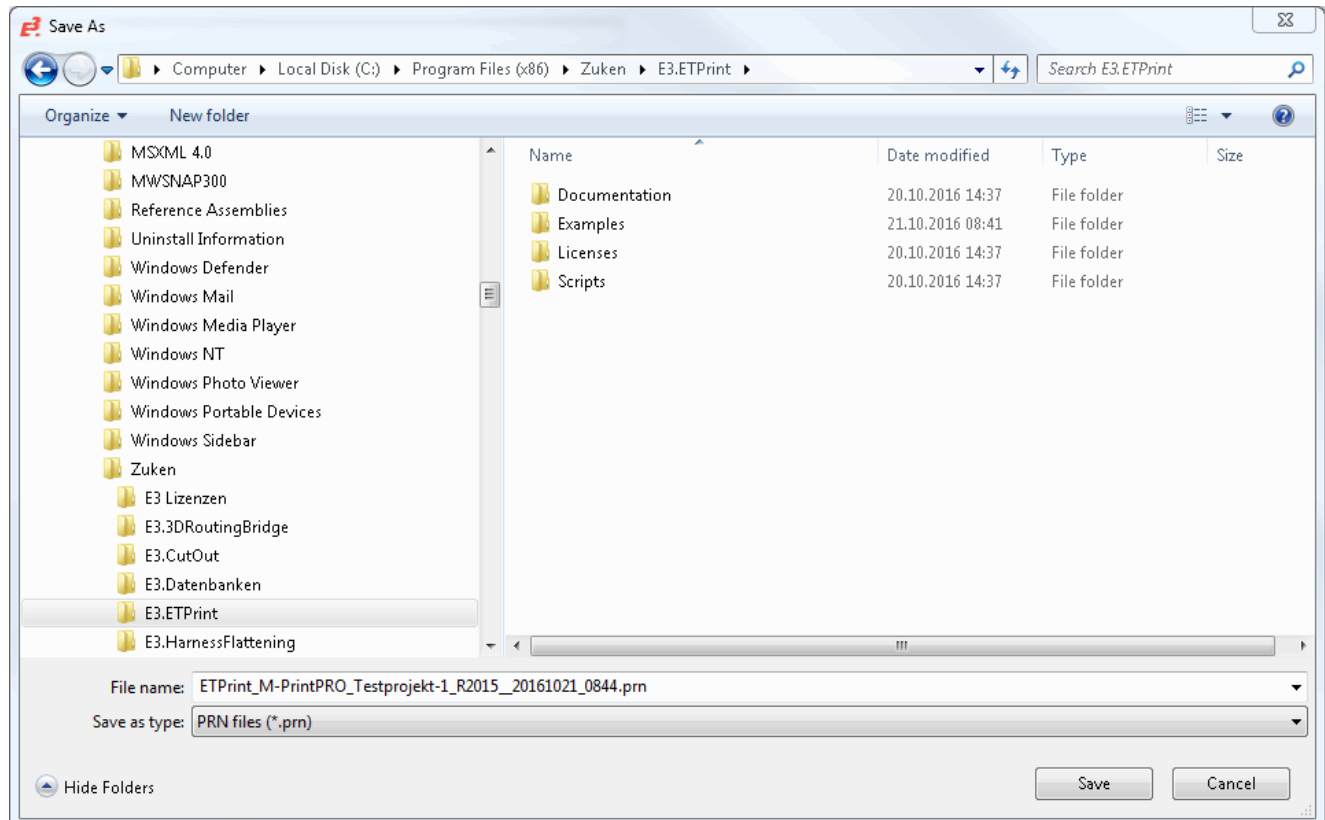 Save As
Computer Local Disk (C:) Program Files (x86) Zuken E3.ETPrint
Search E3.ETPrint
Organize New folder
MSXML 4.0
MWSNAP300
Reference Assemblies
Uninstall Information
Windows Defender
Windows Mail
Windows Media Player
Windows NT
Windows Photo Viewer
Windows Portable Devices
Windows Sidebar
Zuken
E3 Lizenzen
E3.3DRoutingBridge
E3.CutOut
E3.Datenbanken
E3.ETPrint
E3.HarnessFlattening
Name Date modified Type Size
Documentation 20.10.2016 14:37 File folder
Examples 21.10.2016 08:41 File folder
Licenses 20.10.2016 14:37 File folder
Scripts 20.10.2016 14:37 File folder
File name: ETPrint_M-PrintPRO_Testprojekt-1_R2015__20161021_0844.prn
Save as type: PRN files (*.prn)
Hide Folders
Save Cancel